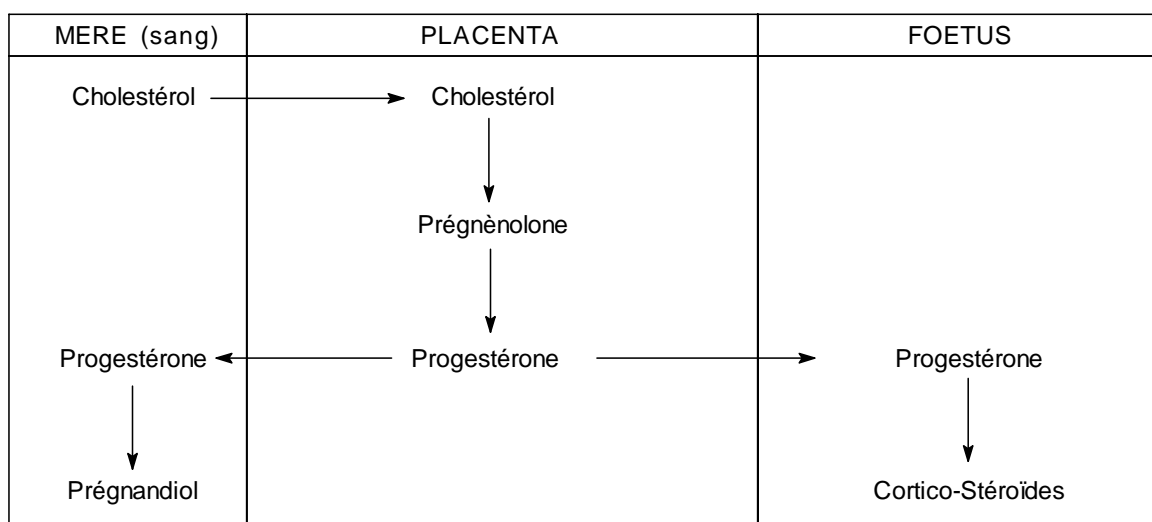 MERE (sang) PLACENTA FOETUS
Cholestérol Cholestérol
Prégnènolone
Progestérone Progestérone Progestérone
Prégnandiol Cortico-Stéroïdes